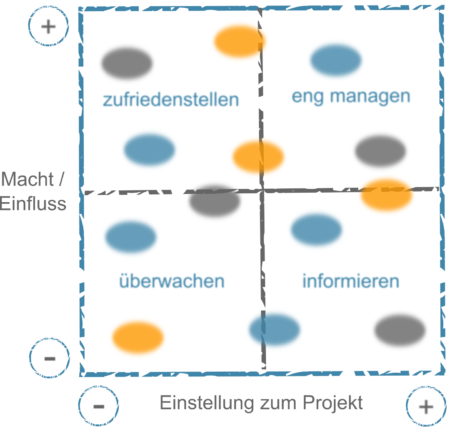 +
zufriedenstellen
eng managen
Macht /
Einfluss
überwachen
informieren
-
-
Einstellung zum Projekt
+